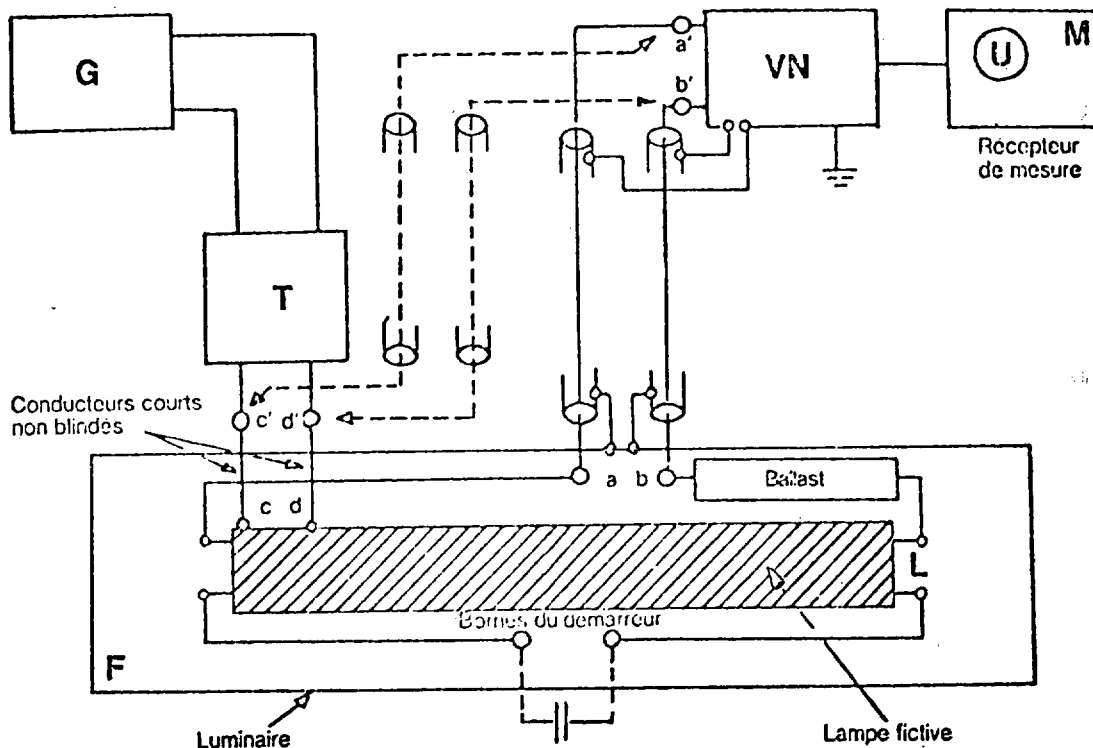 G
T
VN
U
M
Récepteur
de mesure
a'
b'
Conducteurs courts
non blindés
c' d'
c d
a b
Ballast
L
Bornes du démarreur
F
Luminaire
Lampe fictive